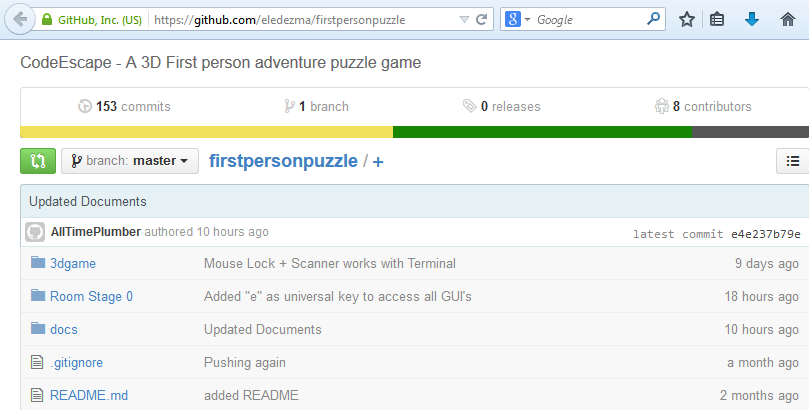 GitHub, Inc. (US) https://github.com/eledezma/firstpersonpuzzle Google
CodeEscape - A 3D First person adventure puzzle game
153 commits 1 branch 0 releases 8 contributors
branch: master firstpersonpuzzle / +
Updated Documents
AllTimePlumber authored 10 hours ago latest commit e4e237b79e
3dgame Mouse Lock + Scanner works with Terminal 9 days ago
Room Stage 0 Added "e" as universal key to access all GUI's 18 hours ago
docs Updated Documents 10 hours ago
.gitignore Pushing again a month ago
README.md added README 2 months ago